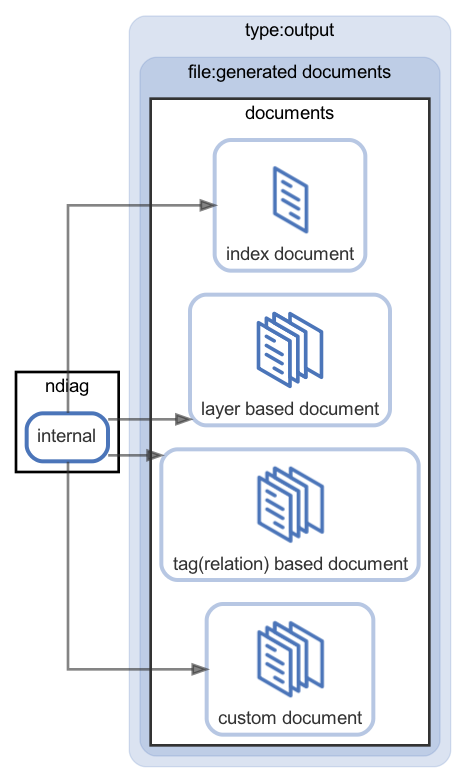 type:output
file:generated documents
documents
index document
layer based document
ndiag
internal
tag(relation) based document
custom document